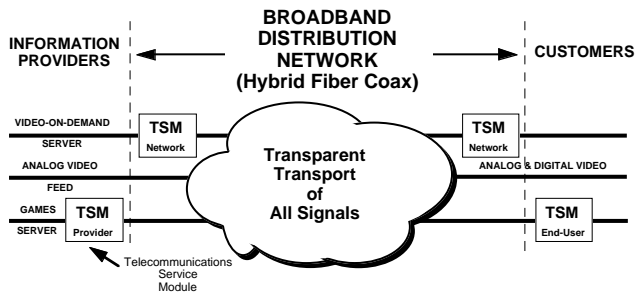 BROADBAND
DISTRIBUTION
NETWORK
(Hybrid Fiber Coax)
INFORMATION
PROVIDERS
CUSTOMERS
VIDEO-ON-DEMAND
SERVER
TSM
Network
TSM
Network
ANALOG VIDEO
FEED
Transparent
Transport
of
All Signals
ANALOG & DIGITAL VIDEO
GAMES
SERVER
TSM
Provider
TSM
End-User
Telecommunications
Service
Module